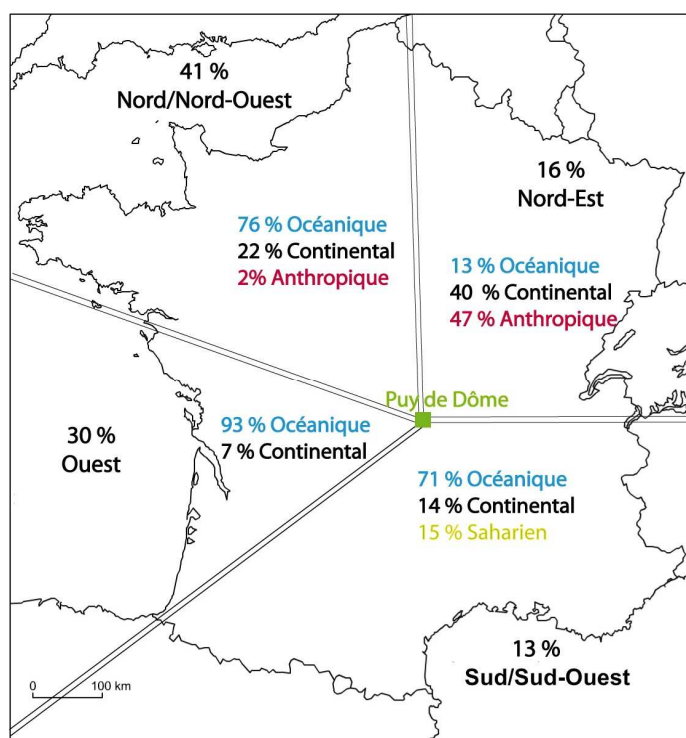 41 %
Nord/Nord-Ouest
16 %
Nord-Est
76 % Océanique
22 % Continental
2% Anthropique
13 % Océanique
40 % Continental
47 % Anthropique
Puy de Dôme
93 % Océanique
7 % Continental
30 %
Ouest
71 % Océanique
14 % Continental
15 % Saharien
13 %
Sud/Sud-Ouest
0 100 km